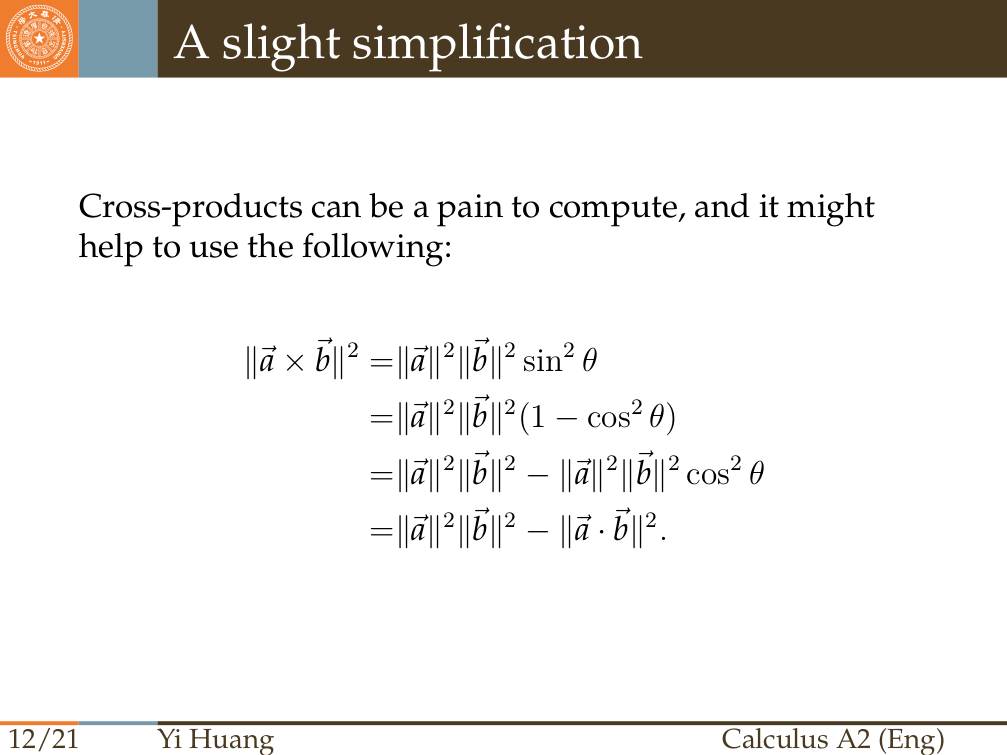 A slight simplification
Cross-products can be a pain to compute, and it might
help to use the following:
‖a⃗ × b⃗‖² =‖a⃗‖²‖b⃗‖² sin² θ
=‖a⃗‖²‖b⃗‖²(1 − cos² θ)
=‖a⃗‖²‖b⃗‖² − ‖a⃗‖²‖b⃗‖² cos² θ
=‖a⃗‖²‖b⃗‖² − ‖a⃗ · b⃗‖².
12/21 Yi Huang Calculus A2 (Eng)